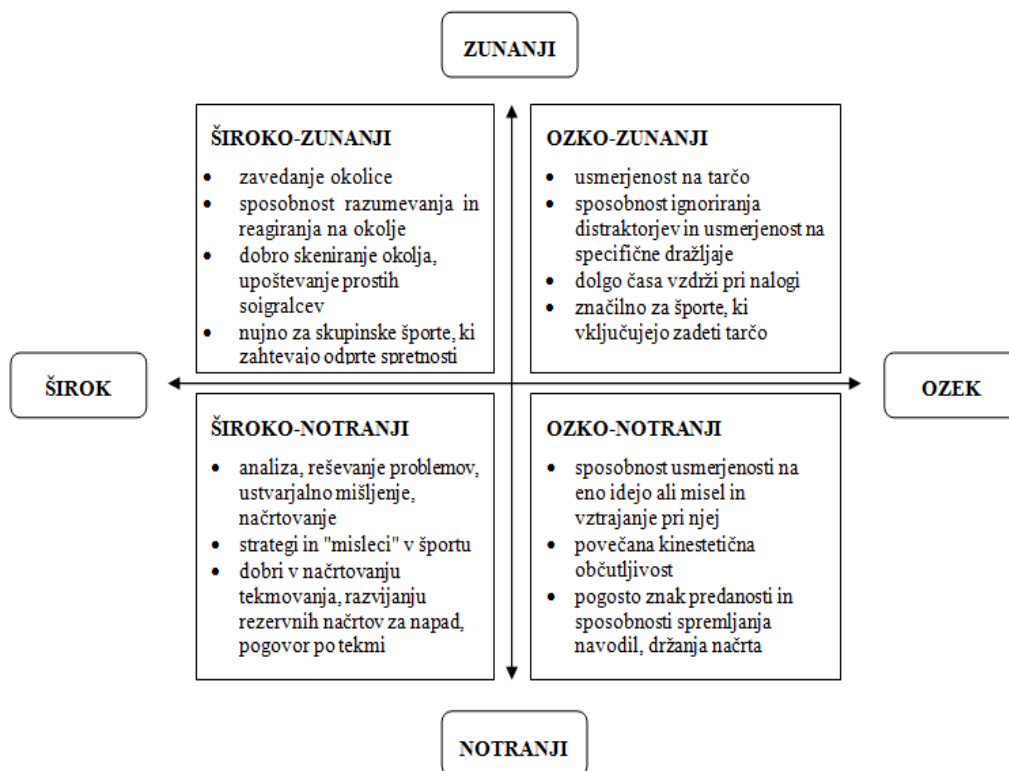 ZUNANJI
ŠIROKO-ZUNANJI
• zavedanje okolice
• sposobnost razumevanja in
reagiranja na okolje
• dobro skeniranje okolja,
upoštevanje prostih
soigralcev
• nujno za skupinske športe, ki
zahtevajo odprte spretnosti
OZKO-ZUNANJI
• usmerjenost na tarčo
• sposobnost ignoriranja
distraktorjev in usmerjenost na
specifične dražljaje
• dolgo časa vzdrži pri nalogi
• značilno za športe, ki
vključujejo zadeti tarčo
ŠIROK
OZEK
ŠIROKO-NOTRANJI
• analiza, reševanje problemov,
ustvarjalno mišljenje,
načrtovanje
• strategi in "misleci" v športu
• dobri v načrtovanju
tekmovanja, razvijanju
rezervnih načrtov za napad,
pogovor po tekmi
OZKO-NOTRANJI
• sposobnost usmerjenosti na
eno idejo ali misel in
vztrajanje pri njej
• povečana kinestetična
občutljivost
• pogosto znak predanosti in
sposobnosti spremljanja
navodil, držanja načrta
NOTRANJI